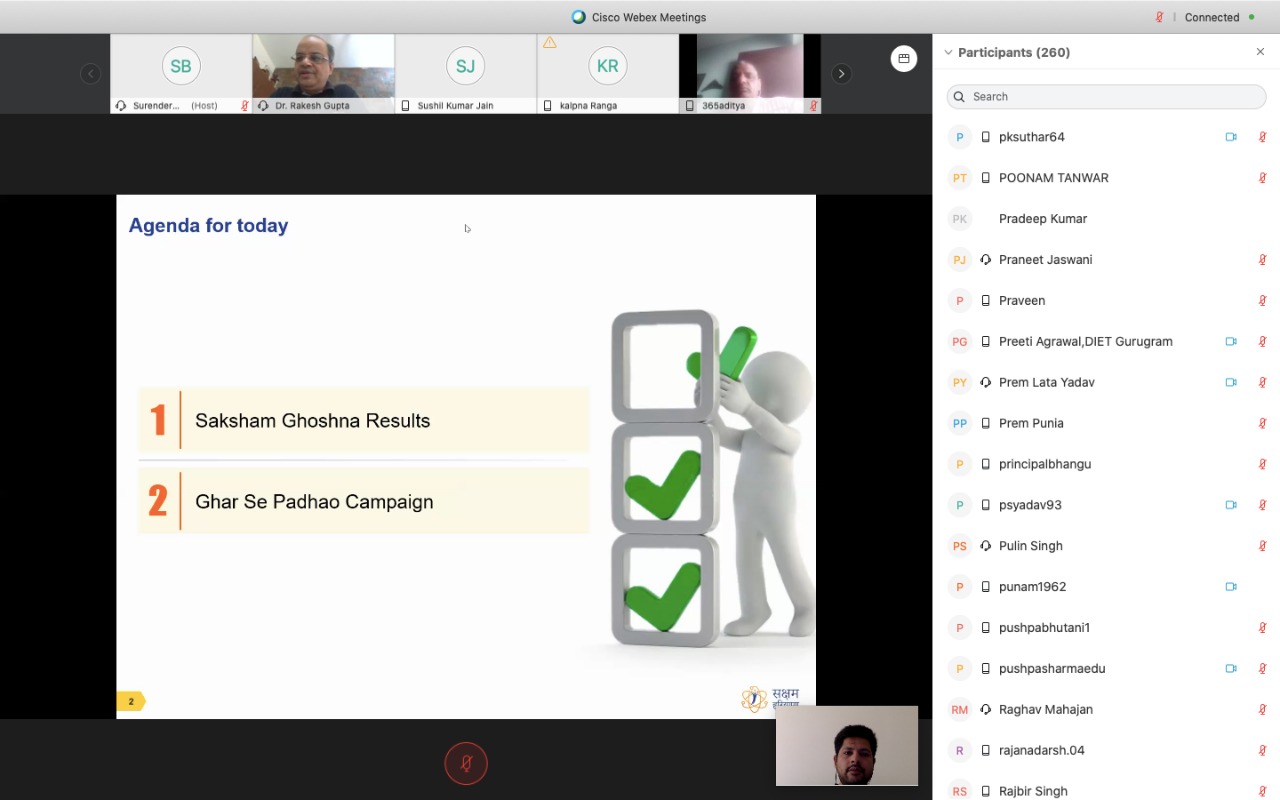 Cisco Webex Meetings
Connected
SB
SJ
KR
Surender... (Host)
Dr. Rakesh Gupta
Sushil Kumar Jain
kalpna Ranga
365aditya
Agenda for today
1 Saksham Ghoshna Results
2 Ghar Se Padhao Campaign
2
सक्षम
Participants (260)
Search
P pksuthar64
PT POONAM TANWAR
PK Pradeep Kumar
PJ Praneet Jaswani
P Praveen
PG Preeti Agrawal,DIET Gurugram
PY Prem Lata Yadav
PP Prem Punia
P principalbhangu
P psyadav93
PS Pulin Singh
P punam1962
P pushpabhutani1
P pushpasharmaedu
RM Raghav Mahajan
R rajanadarsh.04
RS Rajbir Singh